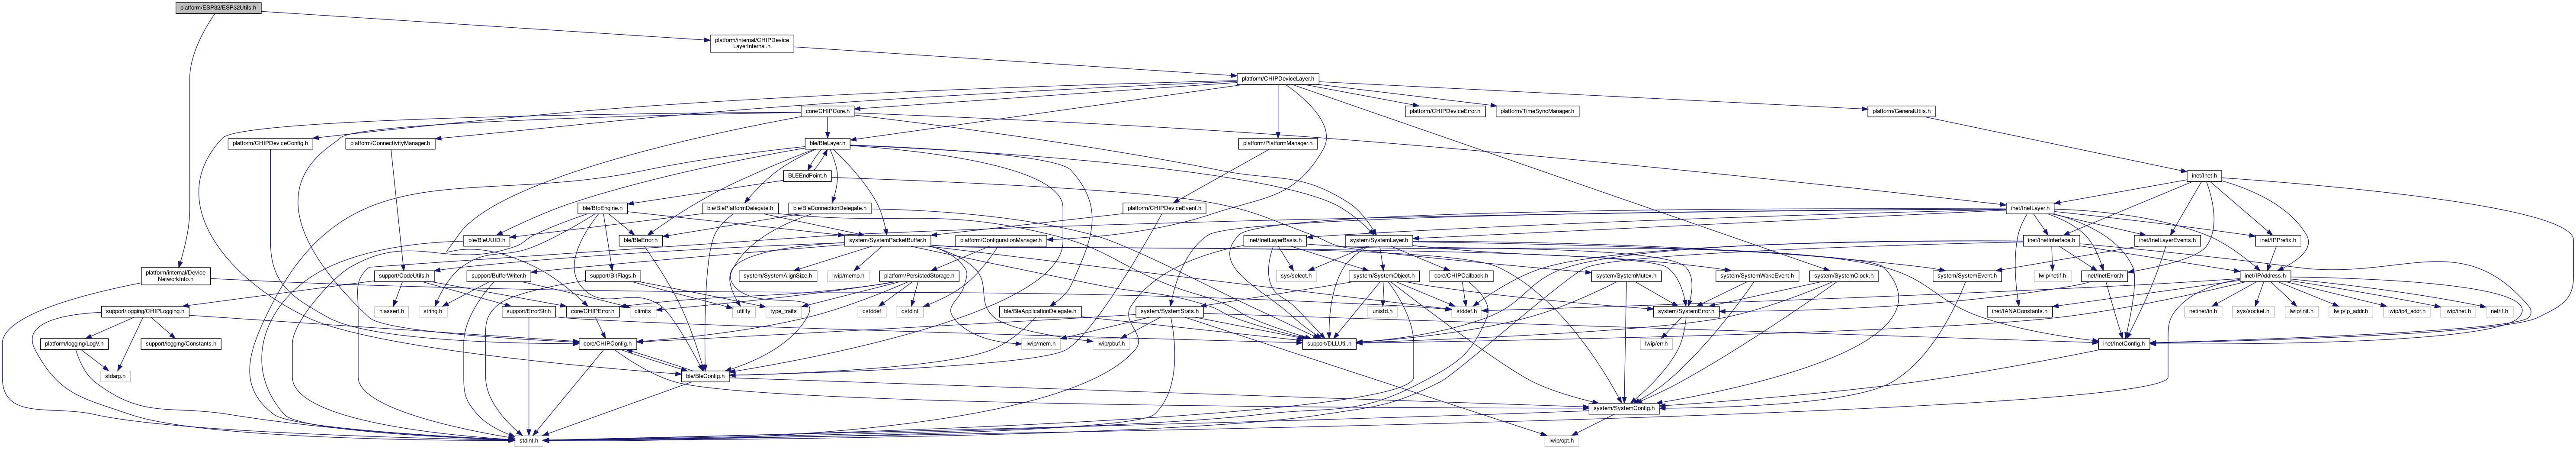 platform/ESP32/ESP32Utils.h
platform/internal/CHIPDevice
LayerInternal.h
platform/CHIPDeviceLayer.h
core/CHIPCore.h
platform/CHIPDeviceError.h
platform/TimeSyncManager.h
platform/GeneralUtils.h
platform/CHIPDeviceConfig.h
platform/ConnectivityManager.h
ble/BleLayer.h
platform/PlatformManager.h
BLEEndPoint.h
inet/Inet.h
ble/BtpEngine.h
ble/BlePlatformDelegate.h
ble/BleConnectionDelegate.h
platform/CHIPDeviceEvent.h
inet/InetLayer.h
ble/BleUUID.h
ble/BleError.h
system/SystemPacketBuffer.h
platform/ConfigurationManager.h
inet/InetLayerBasis.h
system/SystemLayer.h
inet/InetInterface.h
inet/InetLayerEvents.h
inet/IPPrefix.h
platform/internal/Device
NetworkInfo.h
support/CodeUtils.h
support/BufferWriter.h
support/BitFlags.h
system/SystemAlignSize.h
lwip/memp.h
platform/PersistedStorage.h
sys/select.h
system/SystemObject.h
core/CHIPCallback.h
system/SystemMutex.h
system/SystemWakeEvent.h
system/SystemClock.h
system/SystemEvent.h
lwip/netif.h
inet/InetError.h
inet/IPAddress.h
support/logging/CHIPLogging.h
nlassert.h
string.h
support/ErrorStr.h
core/CHIPError.h
climits
utility
type_traits
cstddef
cstdint
ble/BleApplicationDelegate.h
system/SystemStats.h
unistd.h
stddef.h
system/SystemError.h
inet/IANAConstants.h
netinet/in.h
sys/socket.h
lwip/init.h
lwip/ip_addr.h
lwip/ip4_addr.h
lwip/inet.h
net/if.h
platform/logging/LogV.h
support/logging/Constants.h
core/CHIPConfig.h
lwip/mem.h
lwip/pbuf.h
support/DLLUtil.h
lwip/err.h
inet/InetConfig.h
stdarg.h
ble/BleConfig.h
system/SystemConfig.h
stdint.h
lwip/opt.h